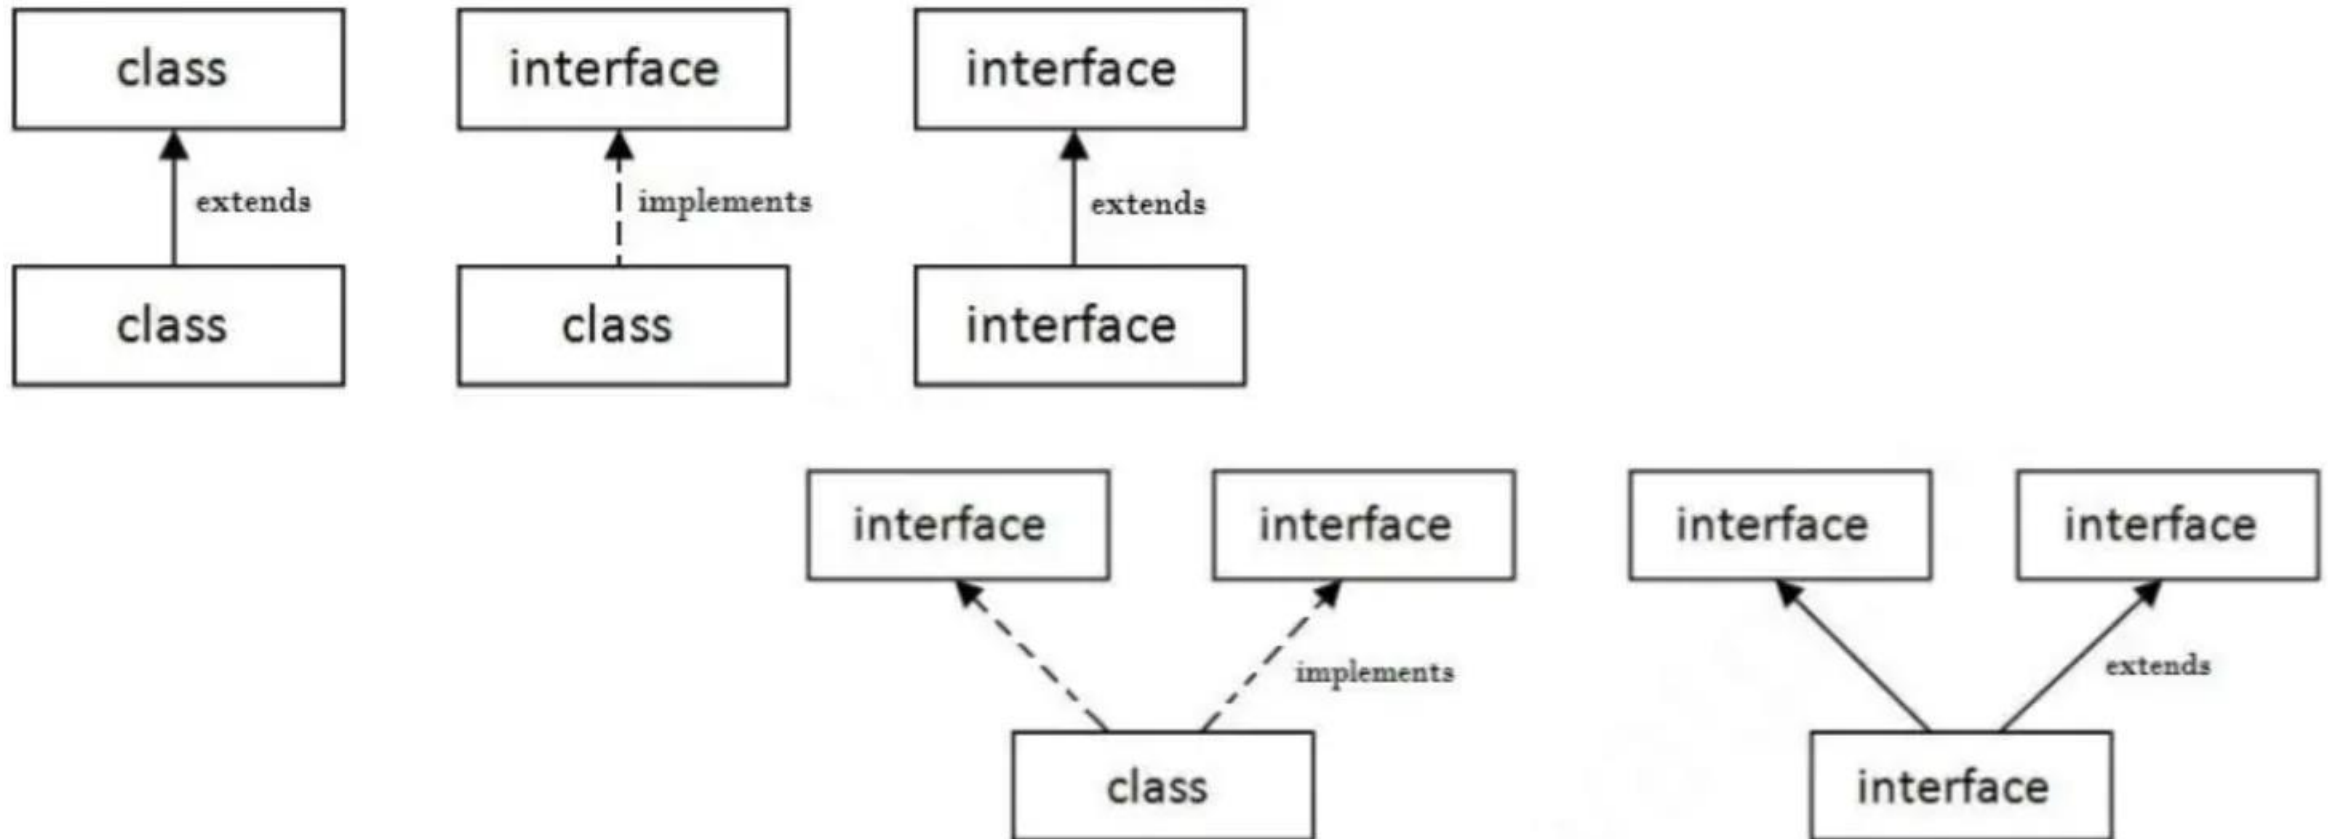 class
interface
interface
extends
implements
extends
class
class
interface
interface
interface
interface
interface
implements
extends
class
interface